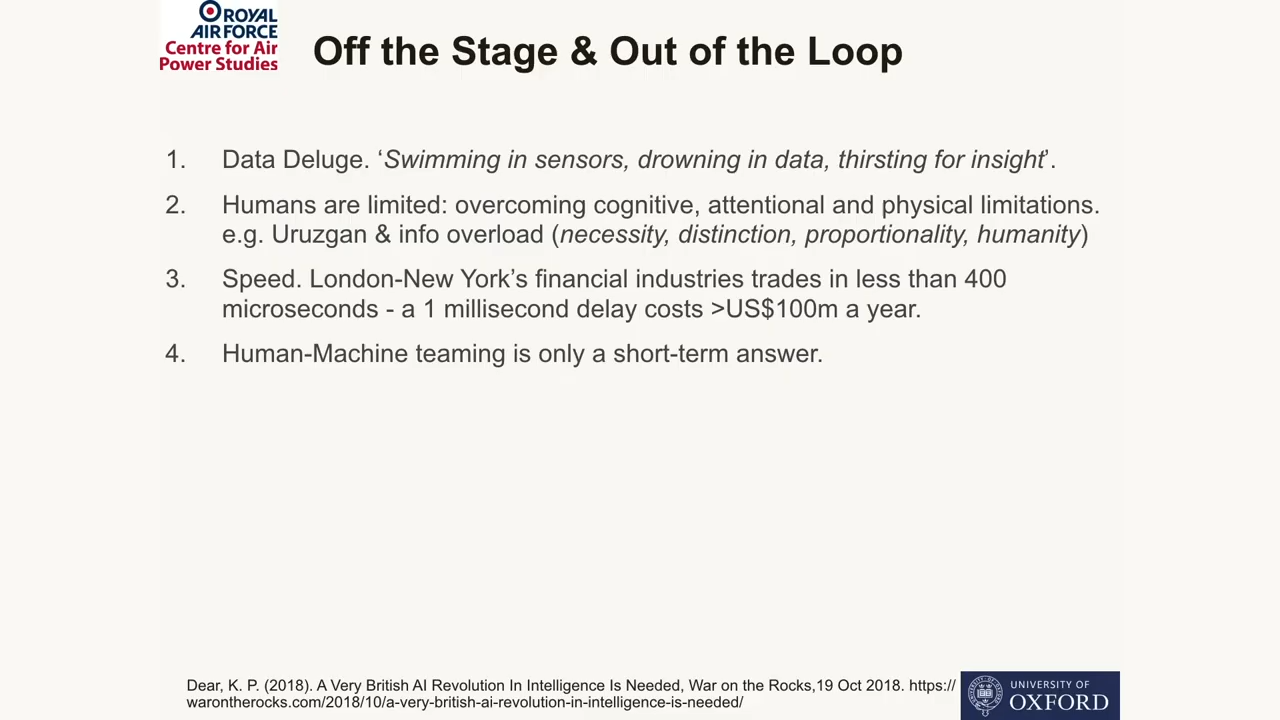 ROYAL
AIR FORCE
Centre for Air
Power Studies
Off the Stage & Out of the Loop
1. Data Deluge. ‘Swimming in sensors, drowning in data, thirsting for insight’.
2. Humans are limited: overcoming cognitive, attentional and physical limitations.
e.g. Uruzgan & info overload (necessity, distinction, proportionality, humanity)
3. Speed. London-New York’s financial industries trades in less than 400
microseconds - a 1 millisecond delay costs >US$100m a year.
4. Human-Machine teaming is only a short-term answer.
Dear, K. P. (2018). A Very British AI Revolution In Intelligence Is Needed, War on the Rocks,19 Oct 2018. https://
warontherocks.com/2018/10/a-very-british-ai-revolution-in-intelligence-is-needed/
UNIVERSITY OF
OXFORD